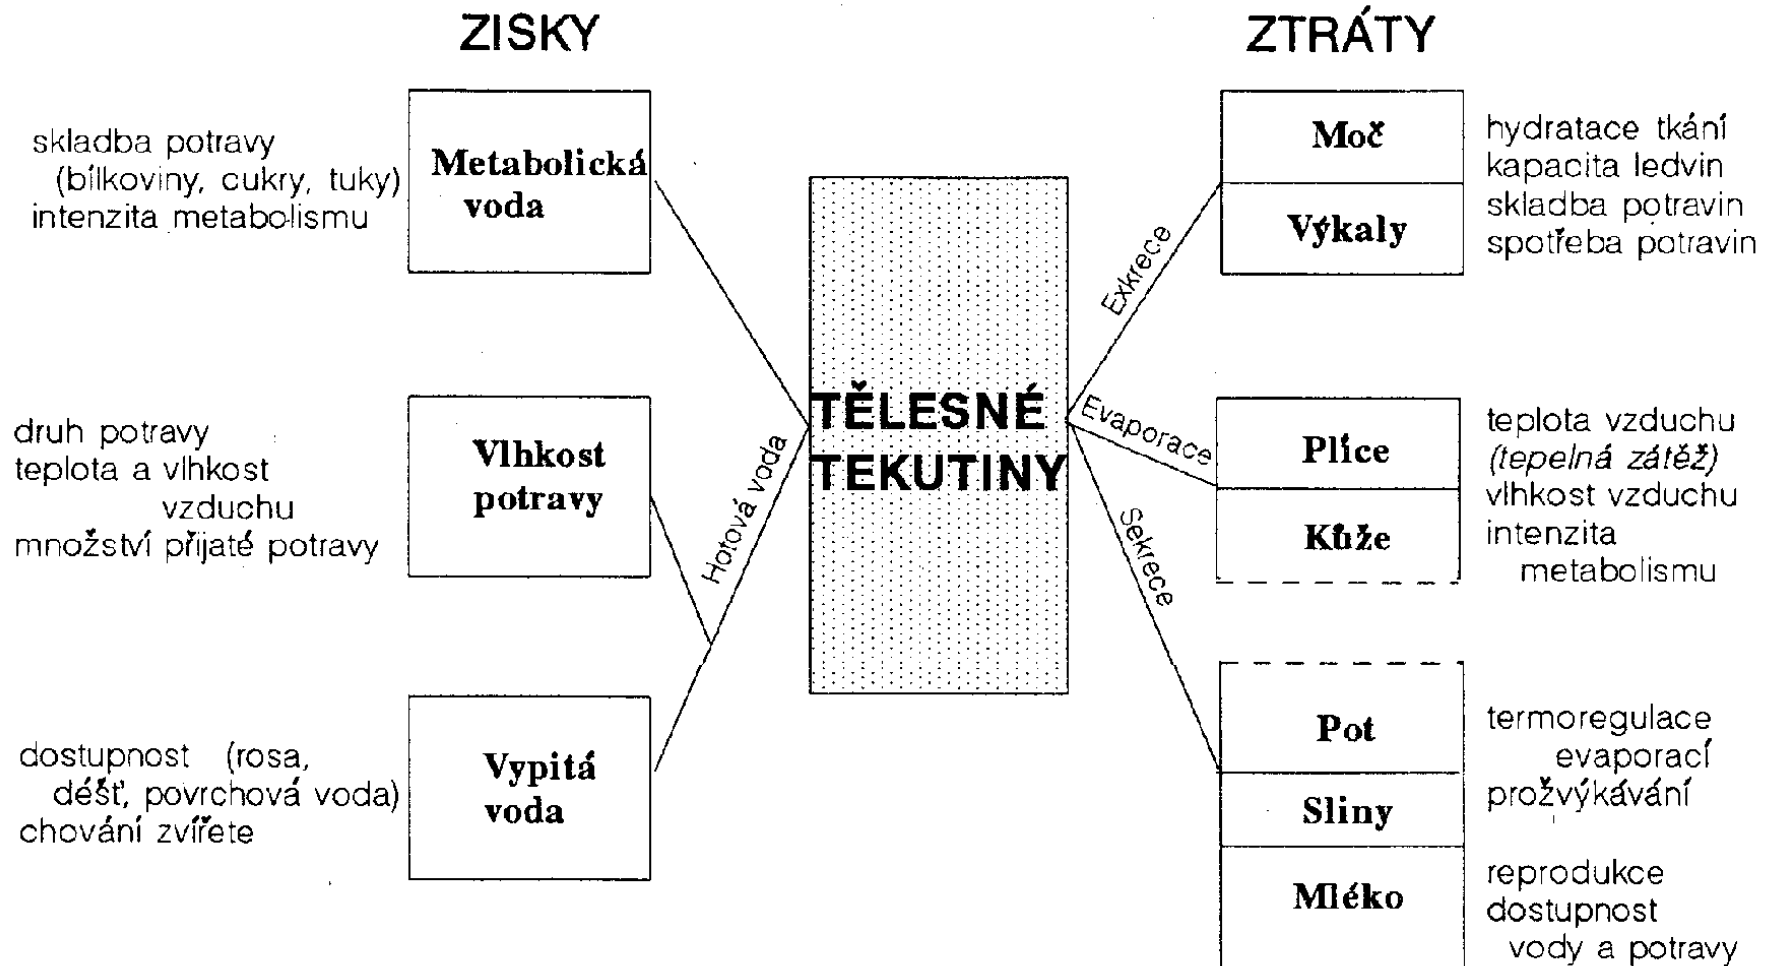 ZISKY
ZTRÁTY
skladba potravy
(bílkoviny, cukry, tuky)
intenzita metabolismu
Metabolická
voda
druh potravy
teplota a vlhkost
vzduchu
množství přijaté potravy
Vlhkost
potravy
dostupnost (rosa,
déšť, povrchová voda)
chování zvířete
Vypitá
voda
Hotová voda
TĚLESNÉ
TEKUTINY
Exkrece
Evaporace
Sekrece
Moč
Výkaly
hydratace tkání
kapacita ledvin
skladba potravin
spotřeba potravin
Plíce
Kůže
teplota vzduchu
(tepelná zátěž)
vlhkost vzduchu
intenzita
metabolismu
Pot
Sliny
Mléko
termoregulace
evaporací
prožvýkávání
reprodukce
dostupnost
vody a potravy